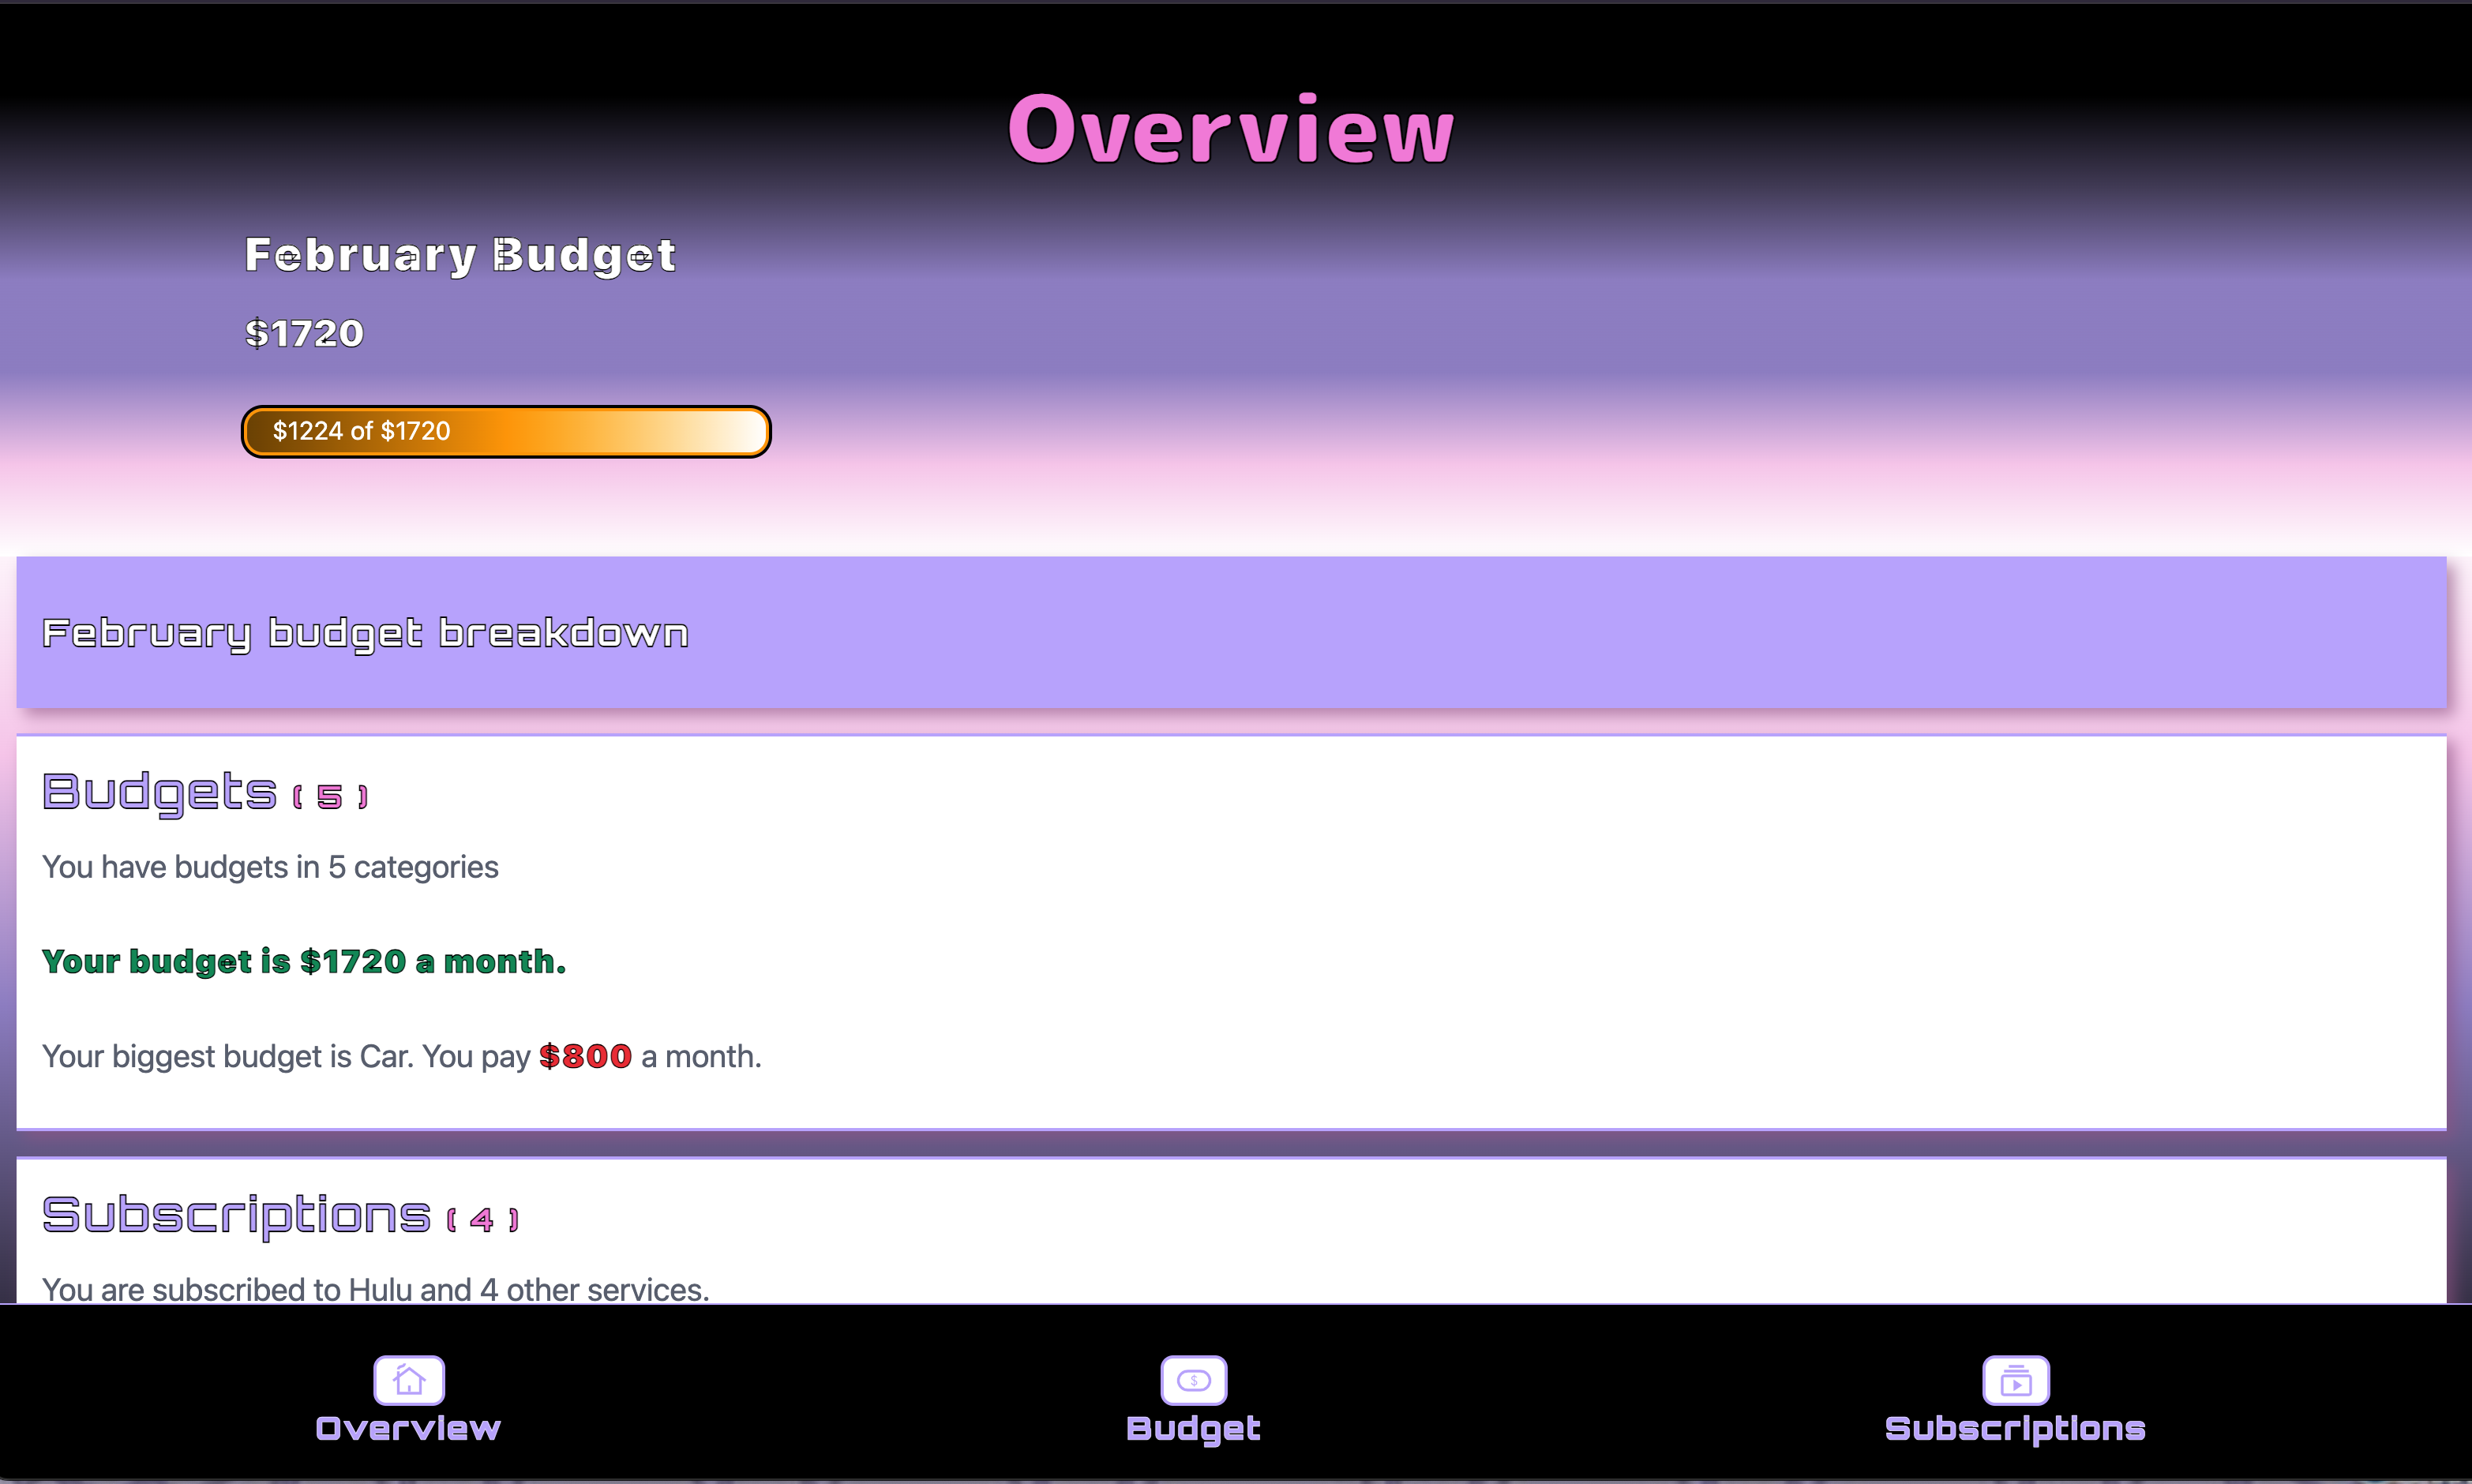 Overview
February Budget
$1720
$1224 of $1720
February budget breakdown
Budgets ( 5 )
You have budgets in 5 categories
Your budget is $1720 a month.
Your biggest budget is Car. You pay $800 a month.
Subscriptions ( 4 )
You are subscribed to Hulu and 4 other services.
$
Overview
Budget
Subscriptions